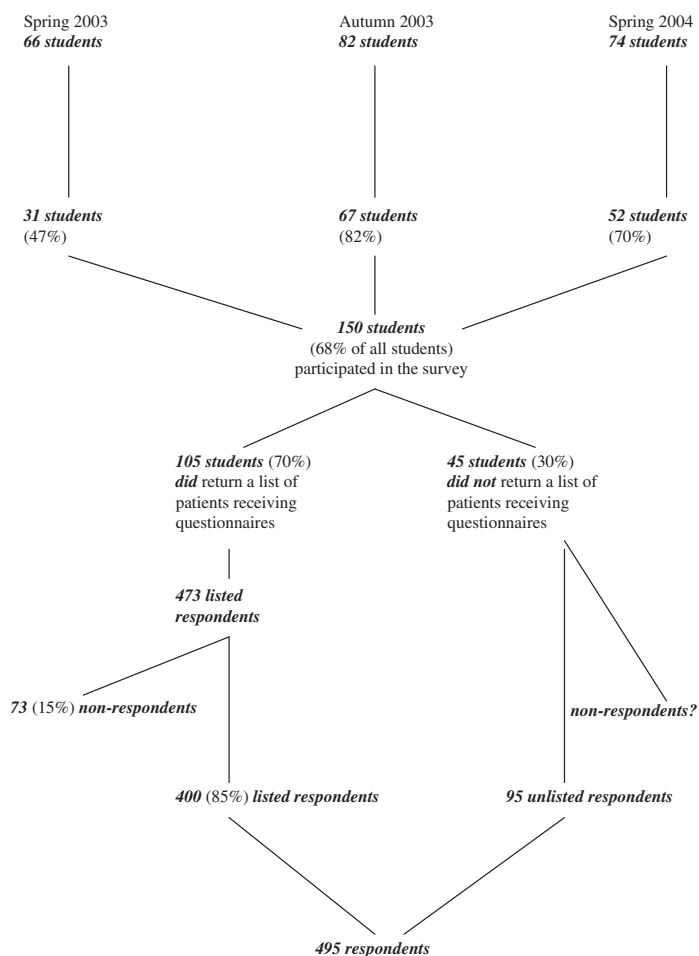 Spring 2003
66 students
Autumn 2003
82 students
Spring 2004
74 students
31 students
(47%)
67 students
(82%)
52 students
(70%)
150 students
(68% of all students)
participated in the survey
105 students (70%)
did return a list of
patients receiving
questionnaires
45 students (30%)
did not return a list of
patients receiving
questionnaires
473 listed
respondents
73 (15%) non-respondents
non-respondents?
400 (85%) listed respondents
95 unlisted respondents
495 respondents